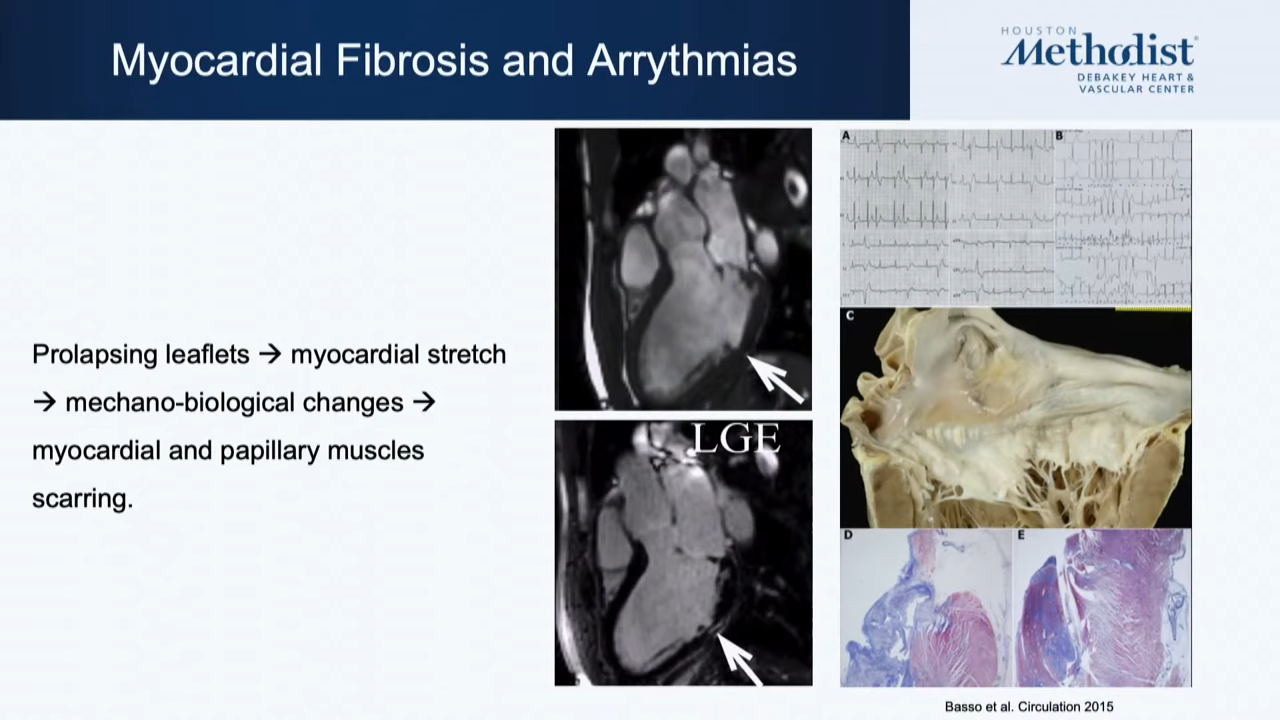 Myocardial Fibrosis and Arrythmias
HOUSTON
Methodist
DEBAKEY HEART &
VASCULAR CENTER
Prolapsing leaflets → myocardial stretch
→ mechano-biological changes →
myocardial and papillary muscles
scarring.
LGE
A
B
C
D
E
Basso et al. Circulation 2015